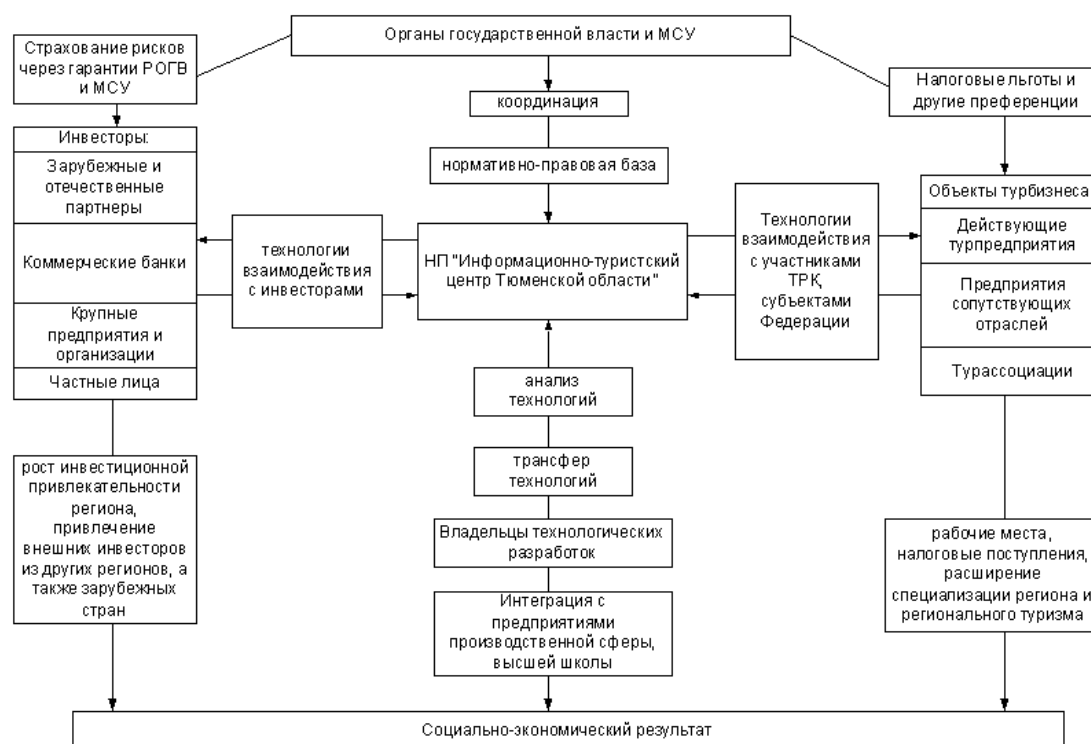 Органы государственной власти и МСУ
Страхование рисков
через гарантии РОГВ
и МСУ
координация
Налоговые льготы и
другие преференции
Инвесторы:
Зарубежные и
отечественные
партнеры
Коммерческие банки
Крупные
предприятия и
организации
Частные лица
нормативно-правовая база
технологии
взаимодействия
с инвесторами
НП "Информационно-туристский
центр Тюменской области"
Технологии
взаимодействия
с участниками
ТРК,
субъектами
Федерации
Объекты турбизнеса
Действующие
турпредприятия
Предприятия
сопутствующих
отраслей
Турассоциации
анализ
технологий
трансфер
технологий
Владельцы технологических
разработок
Интеграция с
предприятиями
производственной сферы,
высшей школы
рост инвестиционной
привлекательности
региона,
привлечение
внешних инвесторов
из других регионов, а
также зарубежных
стран
рабочие места,
налоговые поступления,
расширение
специализации региона и
регионального туризма
Социально-экономический результат